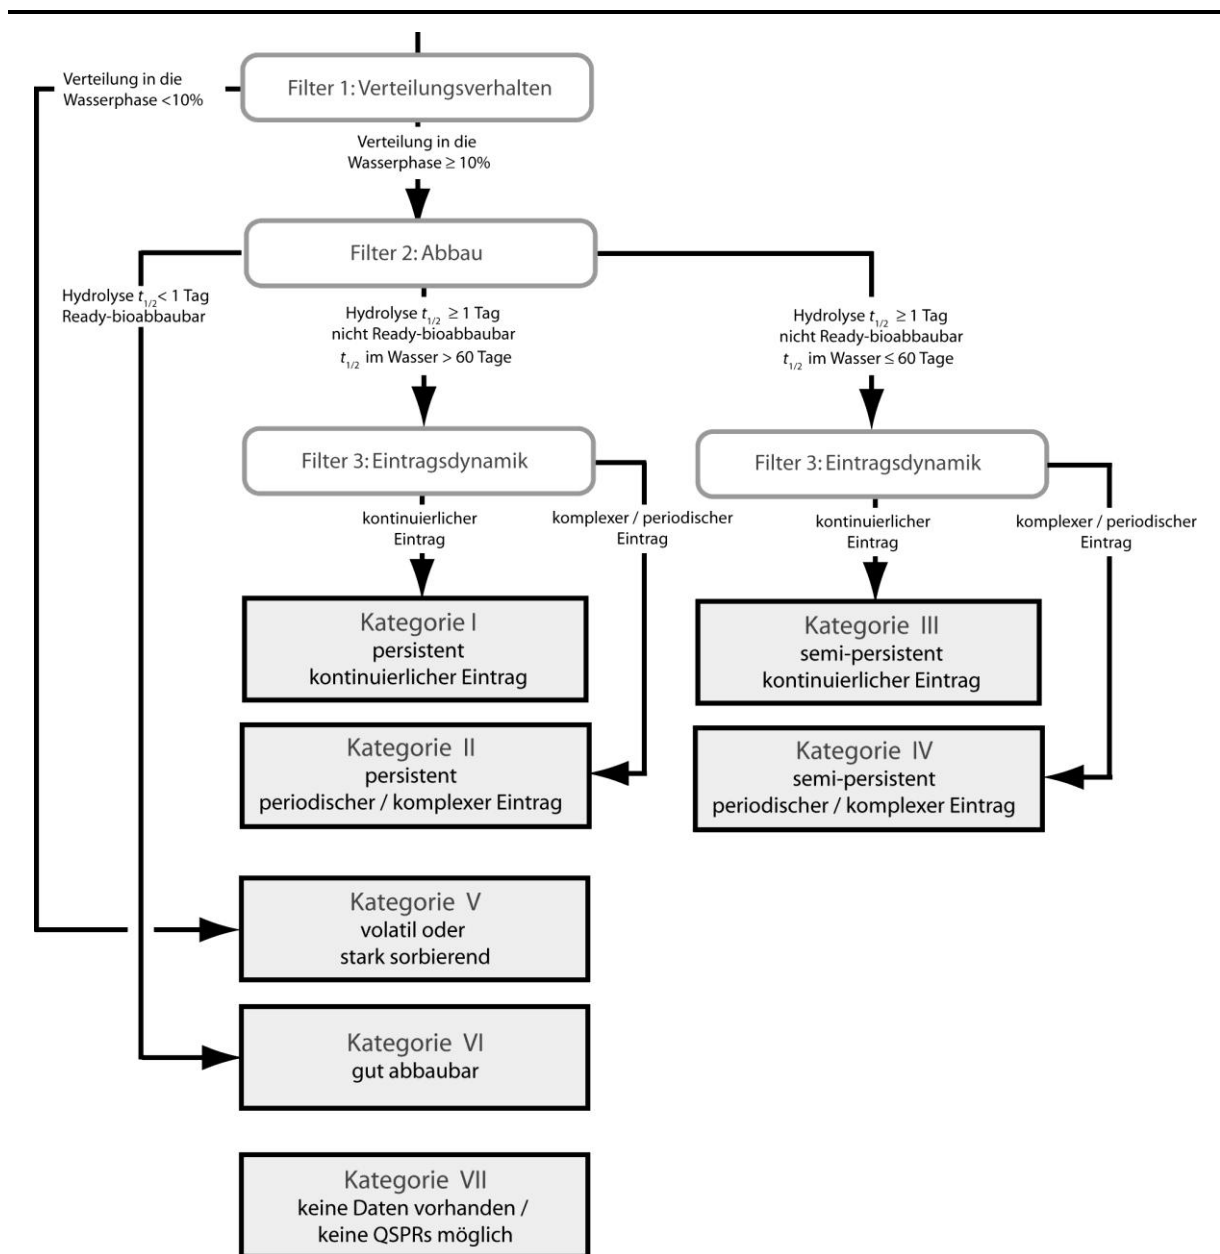 Verteilung in die
Wasserphase <10%
Filter 1: Verteilungsverhalten
Verteilung in die
Wasserphase ≥ 10%
Filter 2: Abbau
Hydrolyse t1/2 < 1 Tag
Ready-bioabbaubar
Hydrolyse t1/2 ≥ 1 Tag
nicht Ready-bioabbaubar
t1/2 im Wasser > 60 Tage
Hydrolyse t1/2 ≥ 1 Tag
nicht Ready-bioabbaubar
t1/2 im Wasser ≤ 60 Tage
Filter 3: Eintragsdynamik
Filter 3: Eintragsdynamik
kontinuierlicher
Eintrag
komplexer / periodischer
Eintrag
kontinuierlicher
Eintrag
komplexer / periodischer
Eintrag
Kategorie I
persistent
kontinuierlicher Eintrag
Kategorie III
semi-persistent
kontinuierlicher Eintrag
Kategorie II
persistent
periodischer / komplexer Eintrag
Kategorie IV
semi-persistent
periodischer / komplexer Eintrag
Kategorie V
volatil oder
stark sorbierend
Kategorie VI
gut abbaubar
Kategorie VII
keine Daten vorhanden /
keine QSPRs möglich